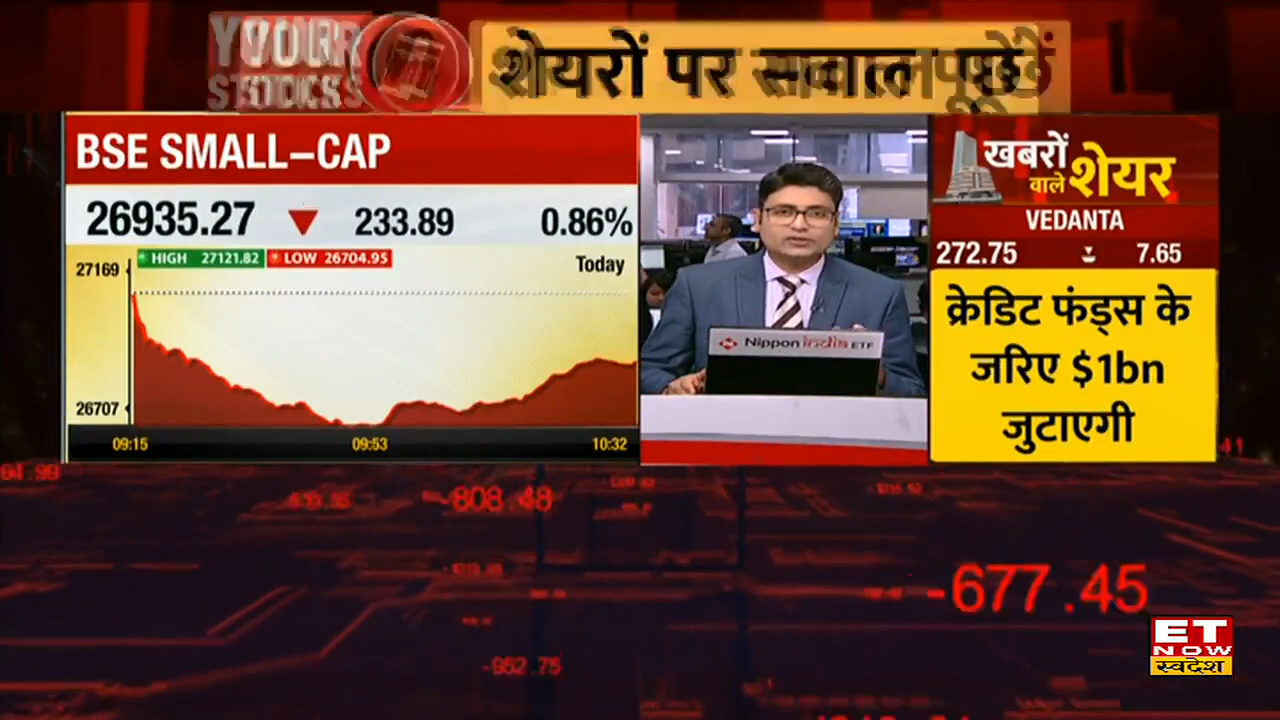 YOUR
STOCKS
शेयरों पर सवाल पूछें
BSE SMALL-CAP
26935.27 233.89 0.86%
HIGH 27121.82 LOW 26704.95
Today
27169
26707
09:15 09:53 10:32
Nippon india ETF
खबरों
वाले शेयर
VEDANTA
272.75 7.65
क्रेडिट फंड्स के
जरिए $1bn
जुटाएगी
-808.48
-677.45
-952.75
ET
NOW
स्वदेश